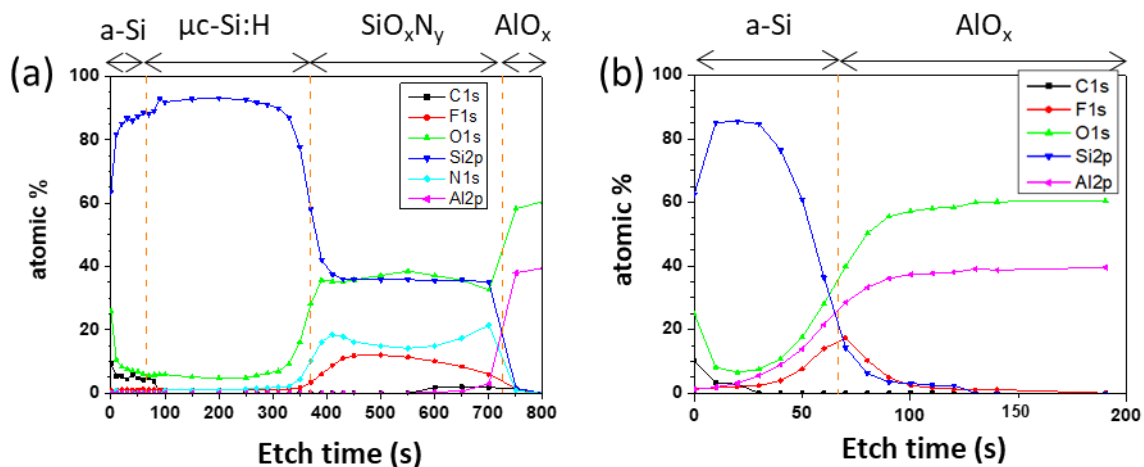 a-Si μc-Si:H SiOxNy AlOx
(a)
100
80
60
40
20
0
atomic %
C1s
F1s
O1s
Si2p
N1s
Al2p
0 100 200 300 400 500 600 700 800
Etch time (s)
a-Si AlOx
(b)
100
80
60
40
20
0
atomic %
C1s
F1s
O1s
Si2p
Al2p
0 50 100 150 200
Etch time (s)